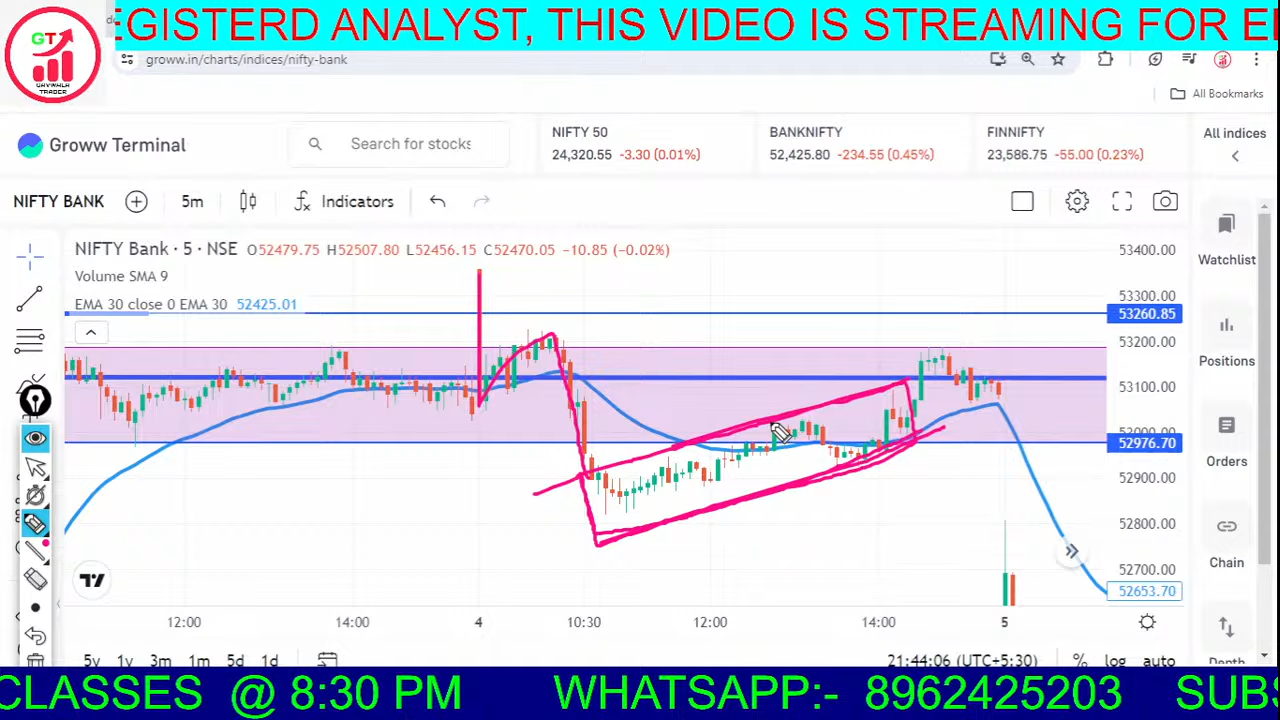 EGISTERD ANALYST, THIS VIDEO IS STREAMING FOR E
GT
GAYWALA
TRADER
groww.in/charts/indices/nifty-bank
All Bookmarks
Groww Terminal
Search for stocks
NIFTY 50
24,320.55 -3.30 (0.01%)
BANKNIFTY
52,425.80 -234.55 (0.45%)
FINNIFTY
23,586.75 -55.00 (0.23%)
All indices
NIFTY BANK
5m
Indicators
NIFTY Bank · 5 · NSE O52479.75 H52507.80 L52456.15 C52470.05 −10.85 (−0.02%)
Volume SMA 9
EMA 30 close 0 EMA 30 52425.01
53400.00
53300.00
53260.85
53200.00
53100.00
53000.00
52976.70
52900.00
52800.00
52700.00
52653.70
Watchlist
Positions
Orders
Chain
Depth
12:00 14:00 4 10:30 12:00 14:00 5
5y 1y 3m 1m 5d 1d
21:44:06 (UTC+5:30) % log auto
CLASSES @ 8:30 PM WHATSAPP:- 8962425203 SUBS